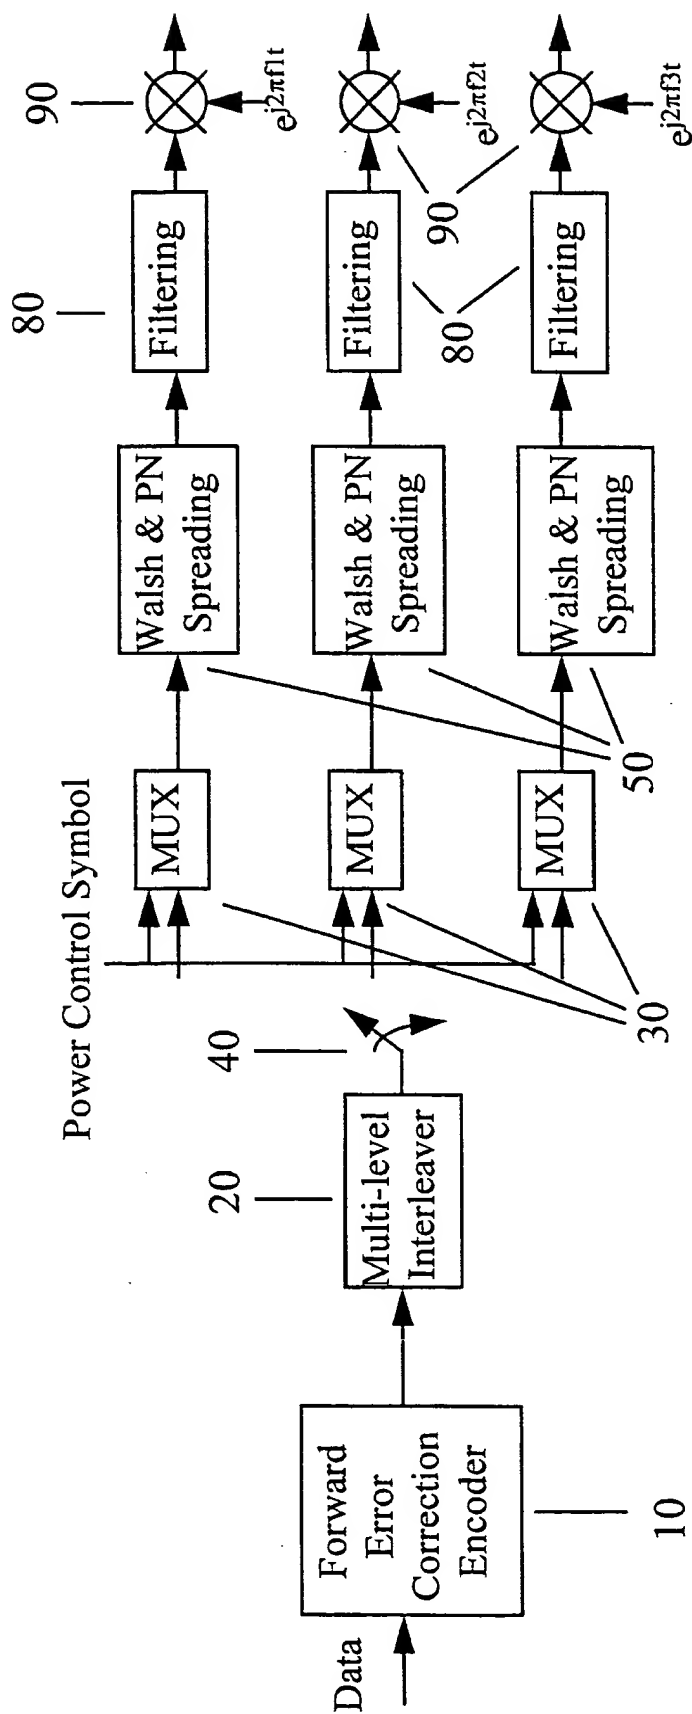 Data
Forward
Error
Correction
Encoder
10
Multi-level
Interleaver
20
40
Power Control Symbol
30
MUX
MUX
MUX
50
Walsh & PN
Spreading
Walsh & PN
Spreading
Walsh & PN
Spreading
80
Filtering
Filtering
Filtering
80
90
90
ej2πf1t
ej2πf2t
ej2πf3t